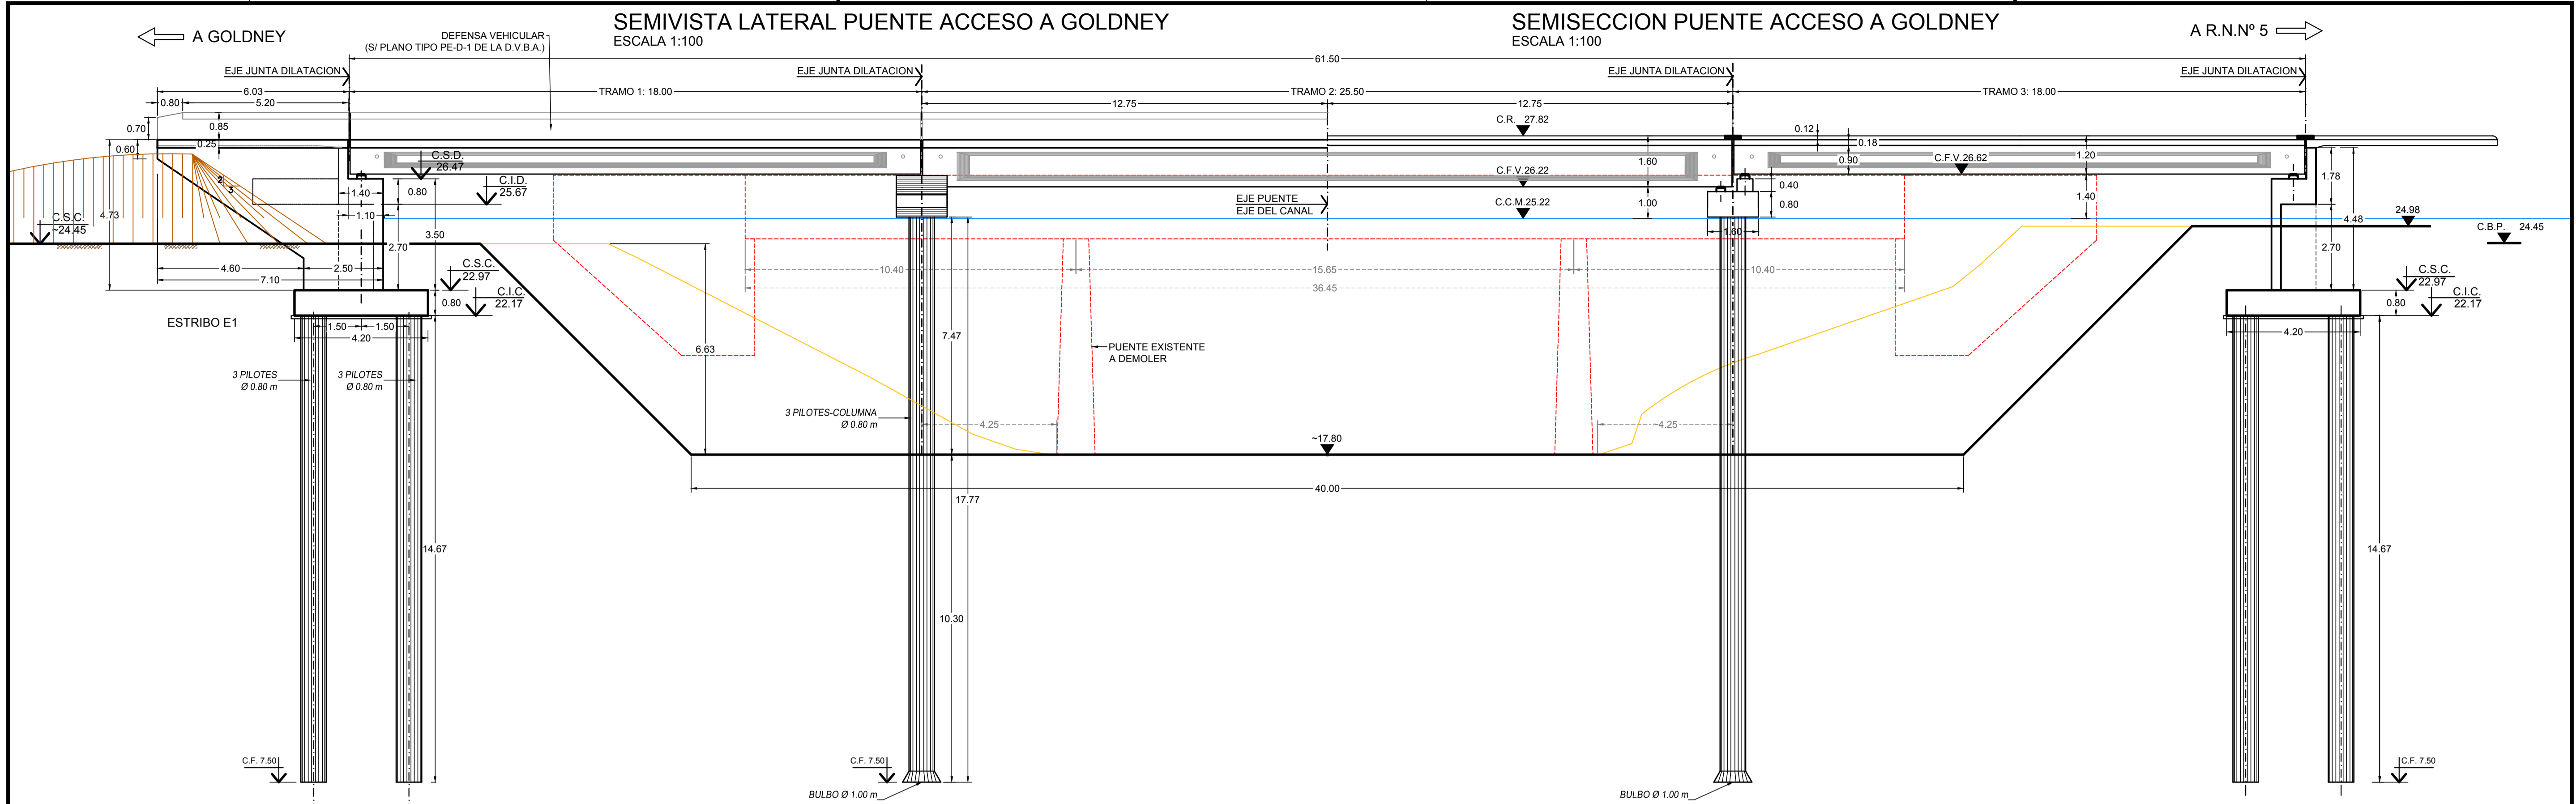 SEMIVISTA LATERAL PUENTE ACCESO A GOLDNEY
ESCALA 1:100
SEMISECCION PUENTE ACCESO A GOLDNEY
ESCALA 1:100
A GOLDNEY
A R.N.Nº 5
DEFENSA VEHICULAR
(S/ PLANO TIPO PE-D-1 DE LA D.V.B.A.)
61.50
EJE JUNTA DILATACION
EJE JUNTA DILATACION
EJE JUNTA DILATACION
EJE JUNTA DILATACION
6.03
TRAMO 1: 18.00
TRAMO 2: 25.50
TRAMO 3: 18.00
0.80
5.20
12.75
12.75
C.R. 27.82
0.70
0.85
0.12
0.60
0.25
0.18
C.S.D.
26.47
1.60
0.90
C.F.V.26.62
1.20
C.F.V.26.22
2
3
1.40
0.80
C.I.D.
25.67
0.40
1.78
EJE PUENTE
EJE DEL CANAL
C.C.M.25.22
1.00
0.80
1.40
C.S.C.
~24.45
4.73
1.10
24.98
4.48
C.B.P. 24.45
3.50
2.70
1.60
2.70
4.60
2.50
7.10
C.S.C.
22.97
10.40
15.65
10.40
C.S.C.
22.97
36.45
0.80
C.I.C.
22.17
0.80
C.I.C.
22.17
ESTRIBO E1
1.50
1.50
4.20
4.20
6.63
7.47
PUENTE EXISTENTE
A DEMOLER
3 PILOTES
Ø 0.80 m
3 PILOTES
Ø 0.80 m
3 PILOTES-COLUMNA
Ø 0.80 m
4.25
~4.25
~17.80
40.00
17.77
14.67
14.67
10.30
C.F. 7.50
C.F. 7.50
C.F. 7.50
BULBO Ø 1.00 m
BULBO Ø 1.00 m